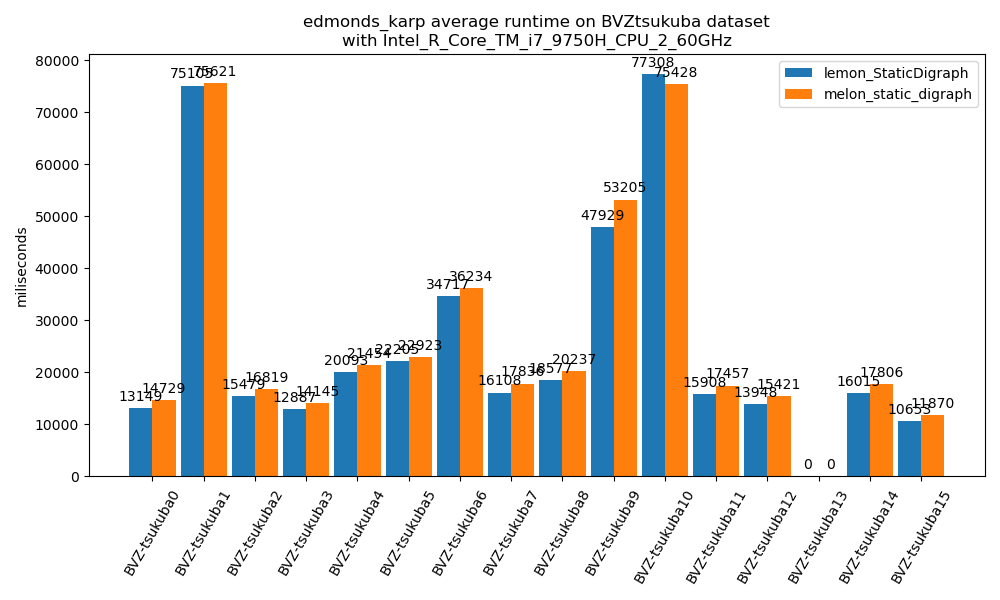 edmonds_karp average runtime on BVZtsukuba dataset
with Intel_R_Core_TM_i7_9750H_CPU_2_60GHz
lemon_StaticDigraph
melon_static_digraph
miliseconds
80000
70000
60000
50000
40000
30000
20000
10000
0
13149
14729
75105
75621
15479
16819
12887
14145
20093
21454
22205
22923
34717
36234
16108
17836
18577
20237
47929
53205
77308
75428
15908
17457
13948
15421
0
0
16015
17806
10653
11870
BVZ-tsukuba0
BVZ-tsukuba1
BVZ-tsukuba2
BVZ-tsukuba3
BVZ-tsukuba4
BVZ-tsukuba5
BVZ-tsukuba6
BVZ-tsukuba7
BVZ-tsukuba8
BVZ-tsukuba9
BVZ-tsukuba10
BVZ-tsukuba11
BVZ-tsukuba12
BVZ-tsukuba13
BVZ-tsukuba14
BVZ-tsukuba15